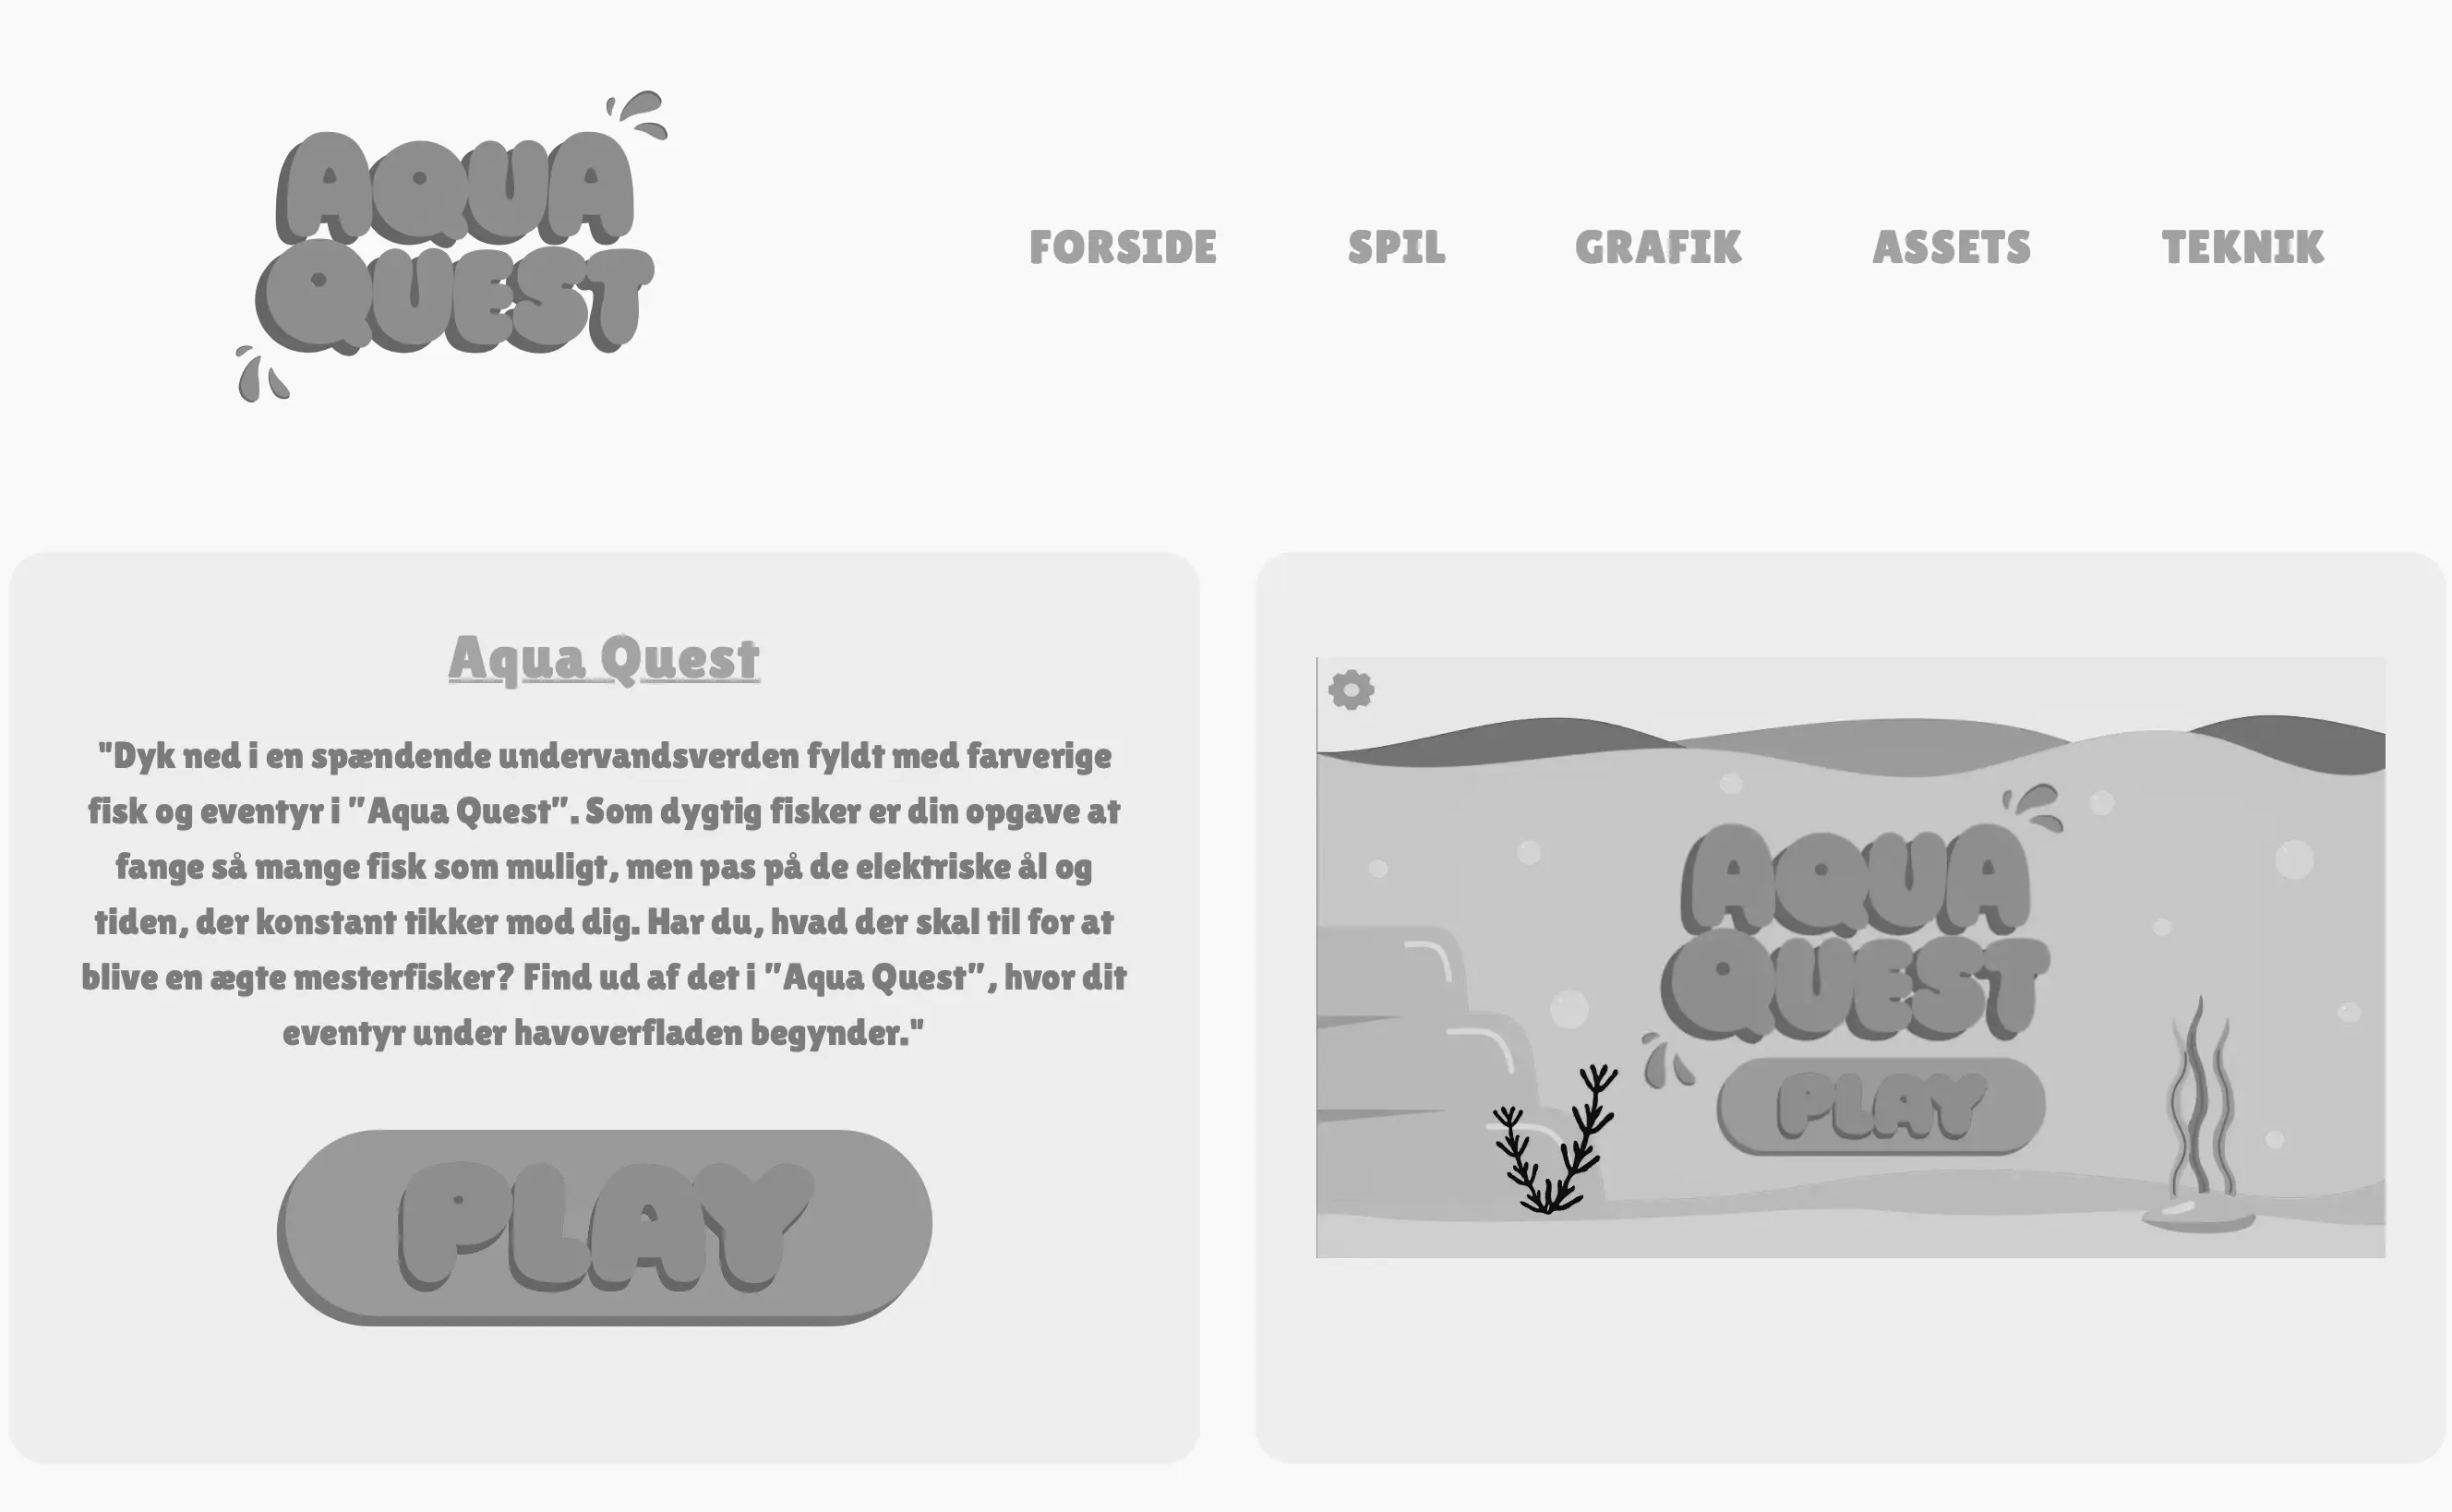 AQUA
QUEST
FORSIDE SPIL GRAFIK ASSETS TEKNIK
Aqua Quest
"Dyk ned i en spændende undervandsverden fyldt med farverige
fisk og eventyr i ”Aqua Quest”. Som dygtig fisker er din opgave at
fange så mange fisk som muligt, men pas på de elektriske ål og
tiden, der konstant tikker mod dig. Har du, hvad der skal til for at
blive en ægte mesterfisker? Find ud af det i ”Aqua Quest”, hvor dit
eventyr under havoverfladen begynder."
PLAY
AQUA
QUEST
PLAY